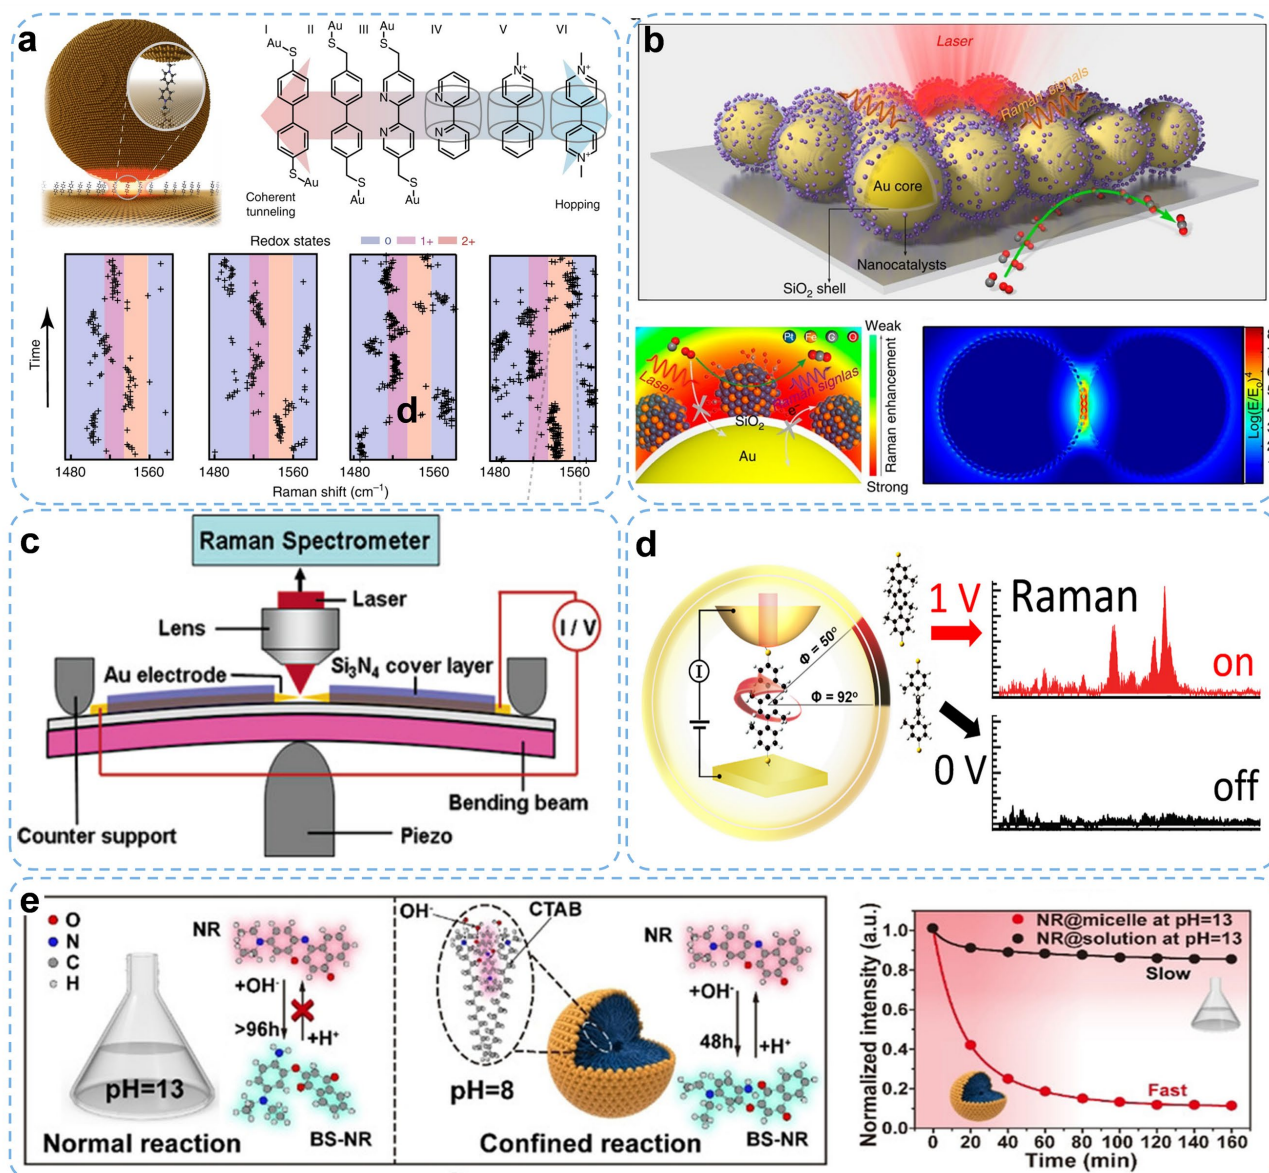 a
I II III IV V VI
Au
Au
Au
S
S
S
N
N
N
N⁺
N⁺
N
N
N⁺
S
Au
Au
Au
Coherent
tunneling
Hopping
Redox states 0 1+ 2+
Time
d
1480 1560 1480 1560 1480 1560 1480 1560
Raman shift (cm⁻¹)
b
Laser
Raman signals
Au core
Nanocatalysts
SiO₂ shell
Pt Fe C O
Laser
Raman signlas
e⁻
SiO₂
Au
Weak
Raman enhancement
Strong
Log(E/E₀)⁴
c
Raman Spectrometer
Laser
Lens
I / V
Au electrode
Si₃N₄ cover layer
Bending beam
Counter support
Piezo
d
I
Φ = 50°
Φ = 92°
1 V
0 V
Raman
on
off
e
O
N
C
H
NR
+OH⁻
>96h
+H⁺
BS-NR
pH=13
Normal reaction
OH⁻
CTAB
pH=8
NR
+OH⁻
48h
+H⁺
BS-NR
Confined reaction
Normalized intensity (a.u.)
1.0
0.8
0.6
0.4
0.2
0.0
NR@micelle at pH=13
NR@solution at pH=13
Slow
Fast
0 20 40 60 80 100 120 140 160
Time (min)